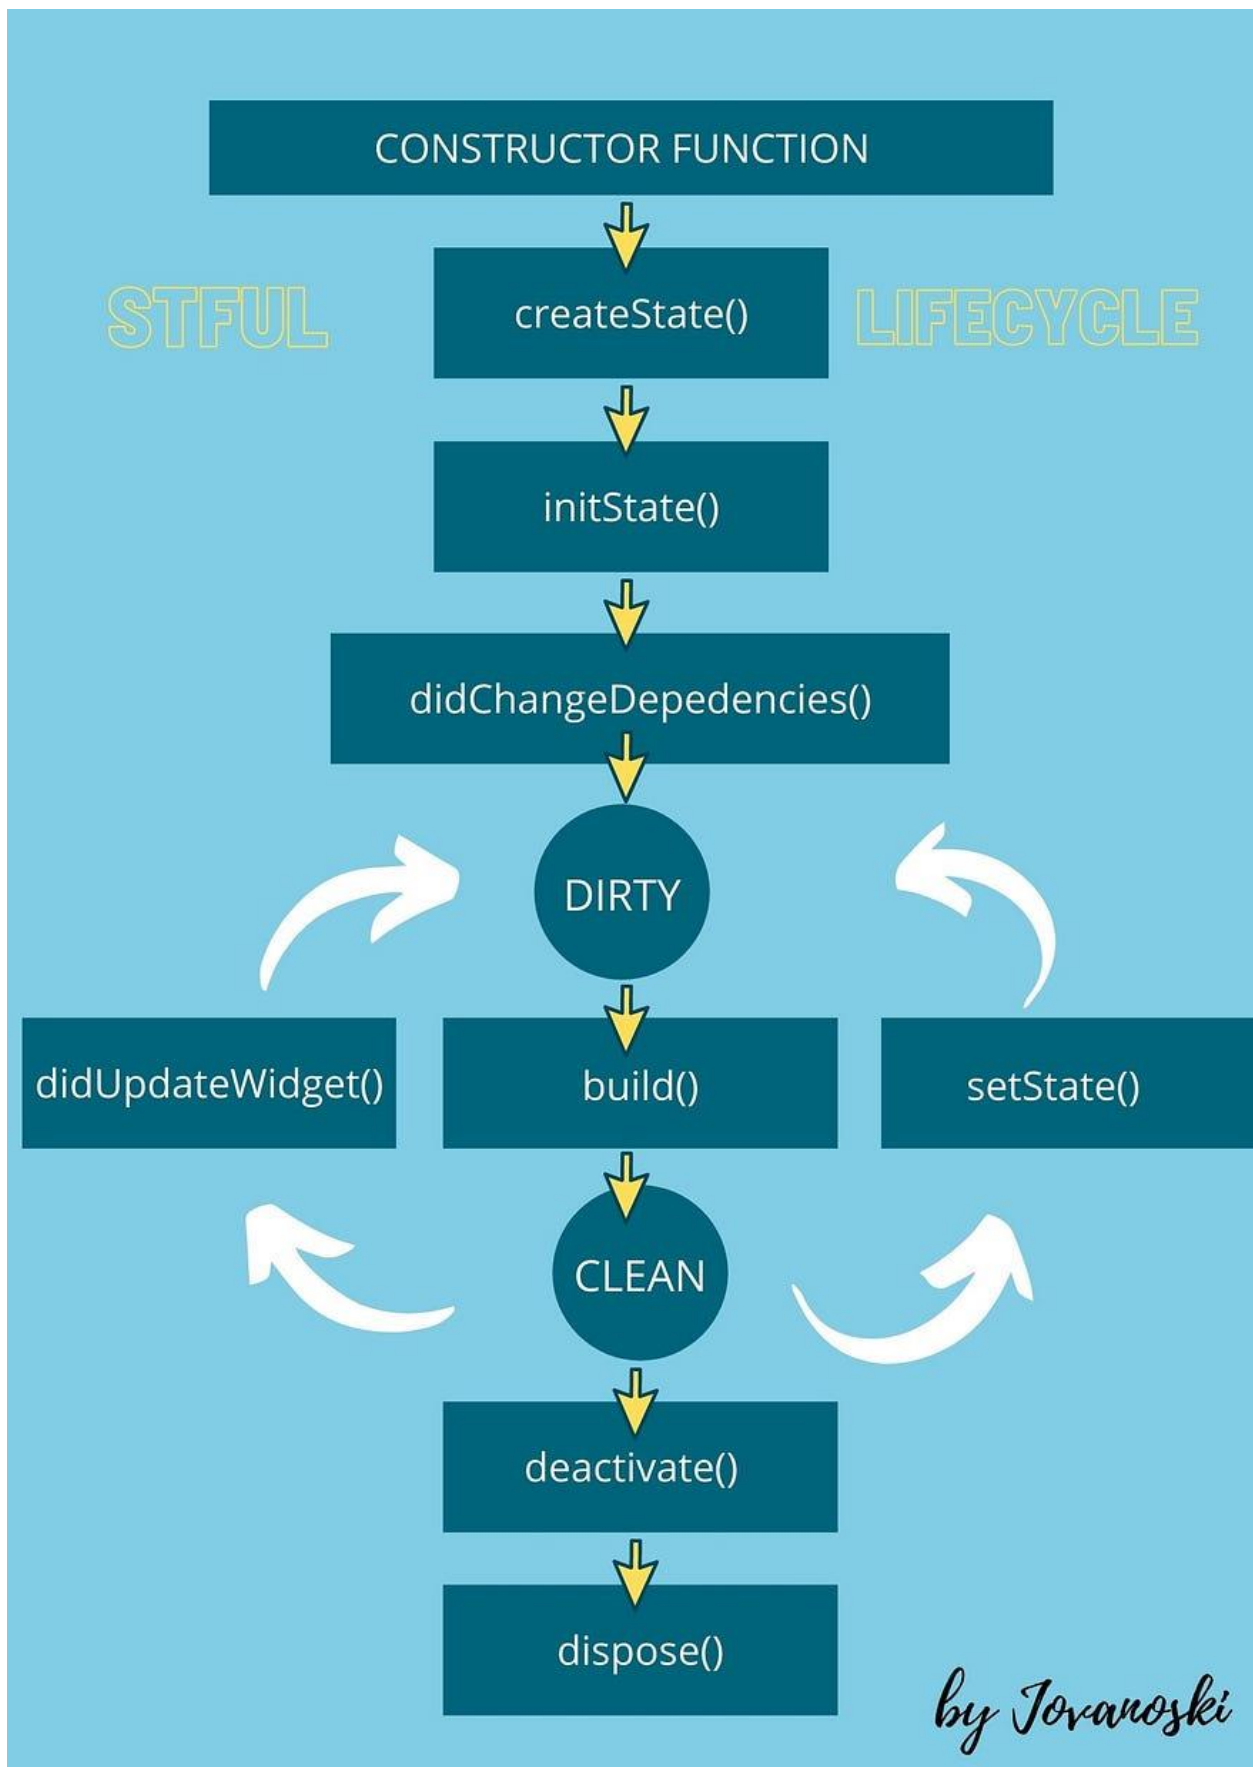 CONSTRUCTOR FUNCTION
STFUL
createState()
LIFECYCLE
initState()
didChangeDepedencies()
DIRTY
didUpdateWidget()
build()
setState()
CLEAN
deactivate()
dispose()
by Jovanoski